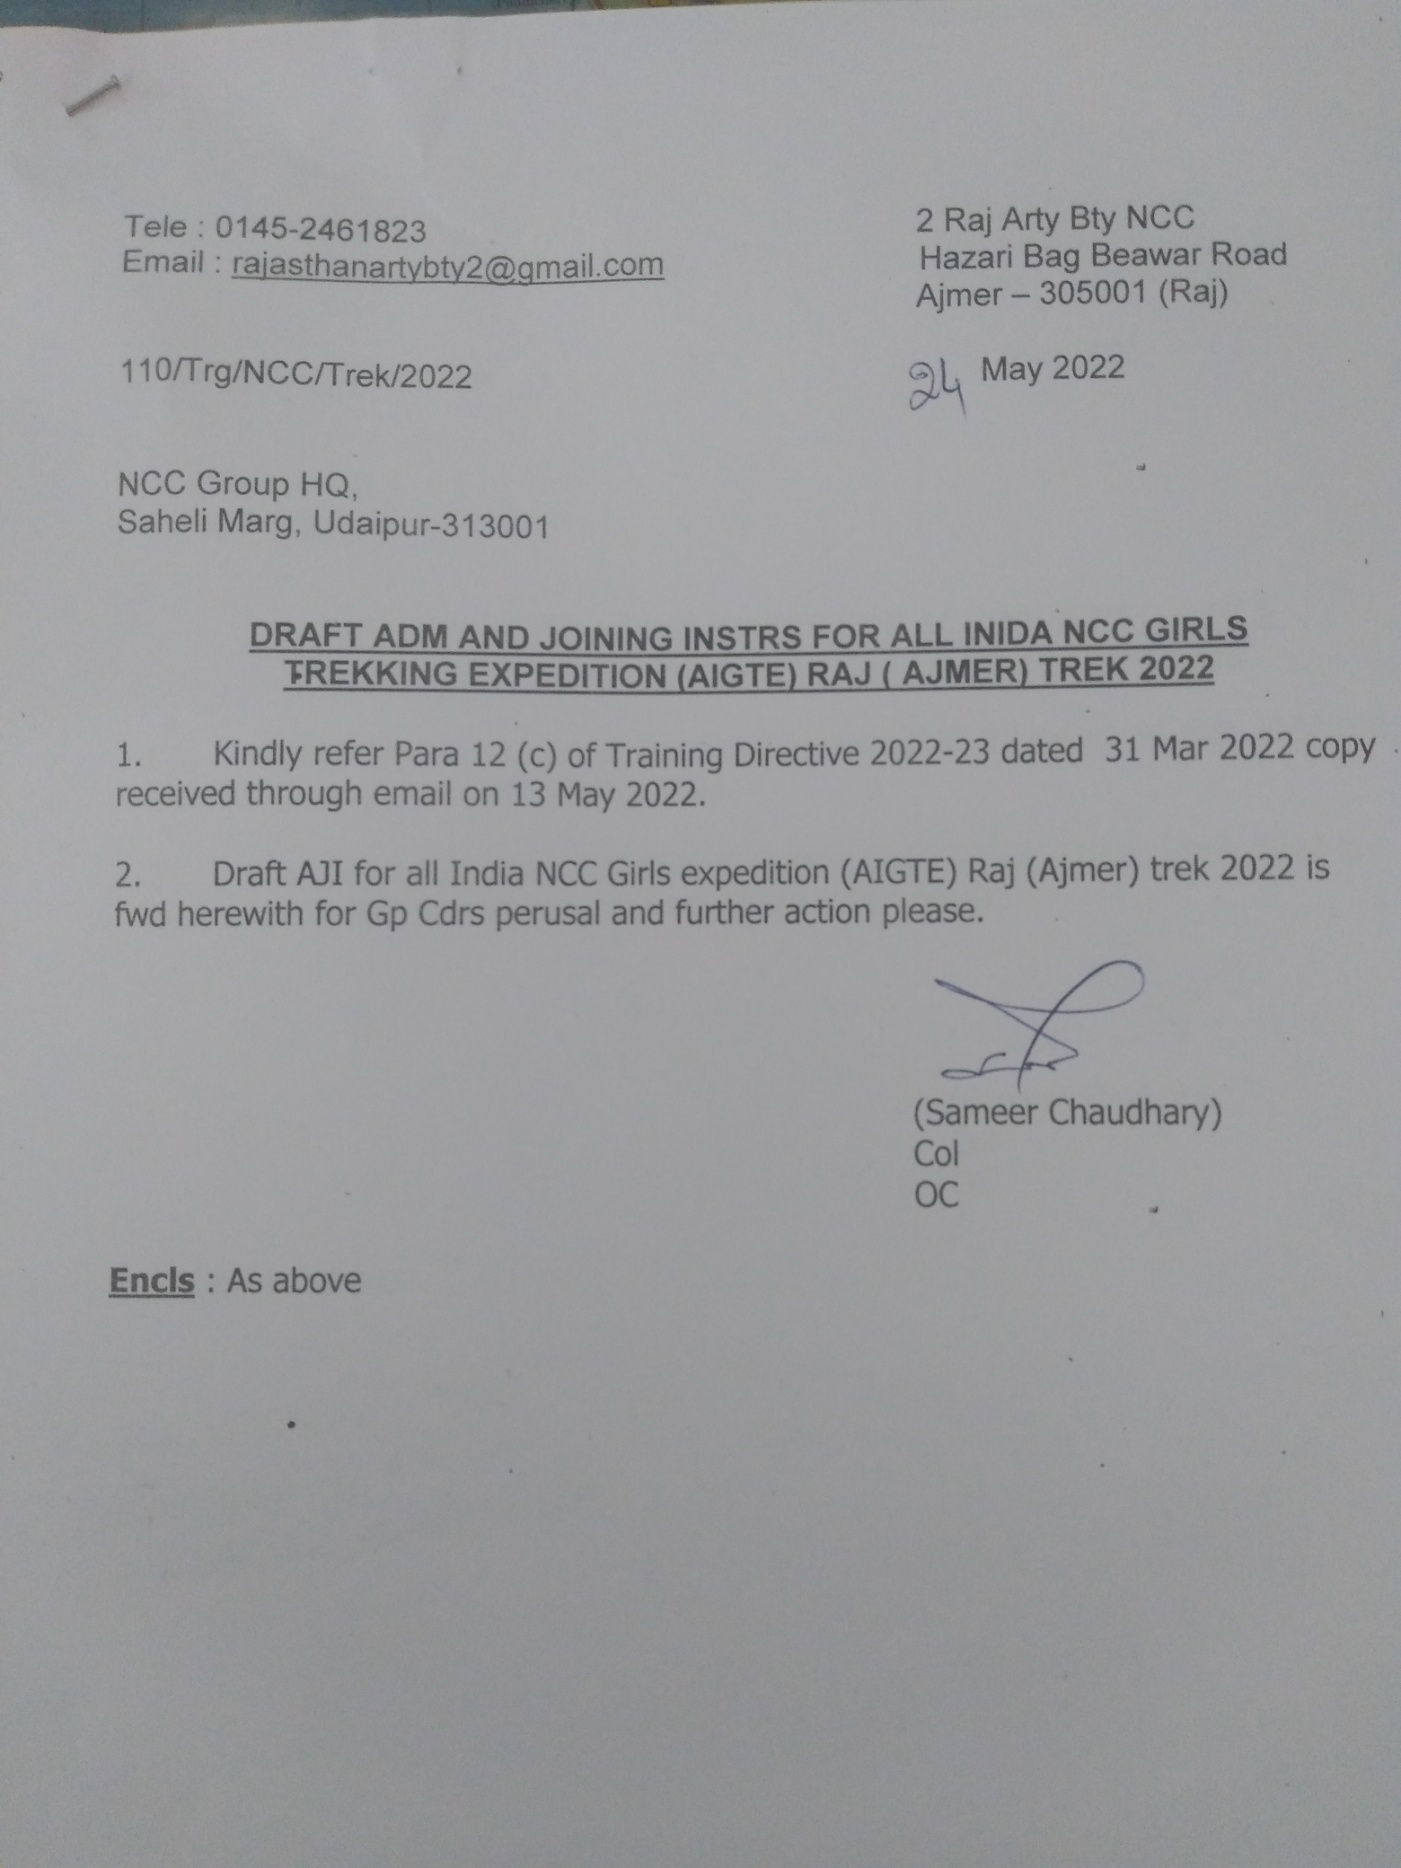 Tele : 0145-2461823
Email : rajasthanartybty2@gmail.com
2 Raj Arty Bty NCC
Hazari Bag Beawar Road
Ajmer – 305001 (Raj)
110/Trg/NCC/Trek/2022
24 May 2022
NCC Group HQ,
Saheli Marg, Udaipur-313001
DRAFT ADM AND JOINING INSTRS FOR ALL INIDA NCC GIRLS
TREKKING EXPEDITION (AIGTE) RAJ ( AJMER) TREK 2022
1. Kindly refer Para 12 (c) of Training Directive 2022-23 dated 31 Mar 2022 copy
received through email on 13 May 2022.
2. Draft AJI for all India NCC Girls expedition (AIGTE) Raj (Ajmer) trek 2022 is
fwd herewith for Gp Cdrs perusal and further action please.
(Sameer Chaudhary)
Col
OC
Encls : As above